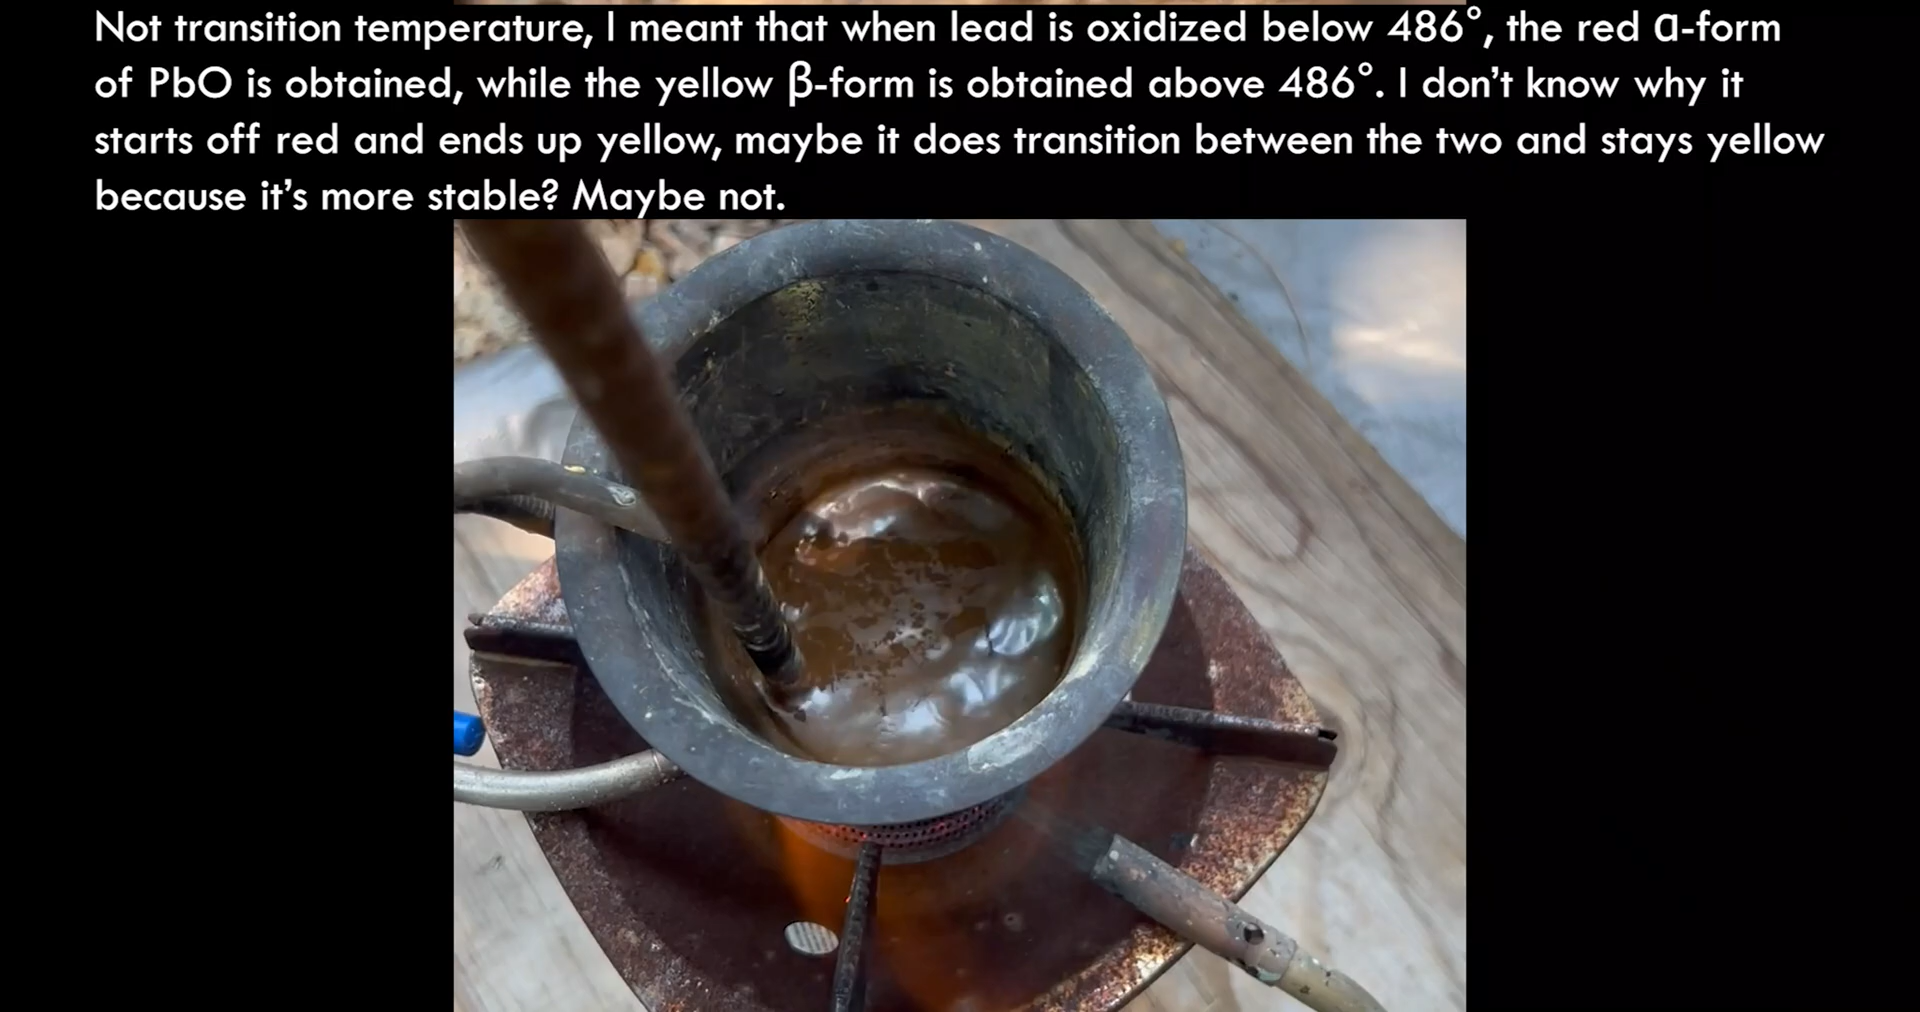 Not transition temperature, I meant that when lead is oxidized below 486°, the red α-form
of PbO is obtained, while the yellow β-form is obtained above 486°. I don’t know why it
starts off red and ends up yellow, maybe it does transition between the two and stays yellow
because it’s more stable? Maybe not.